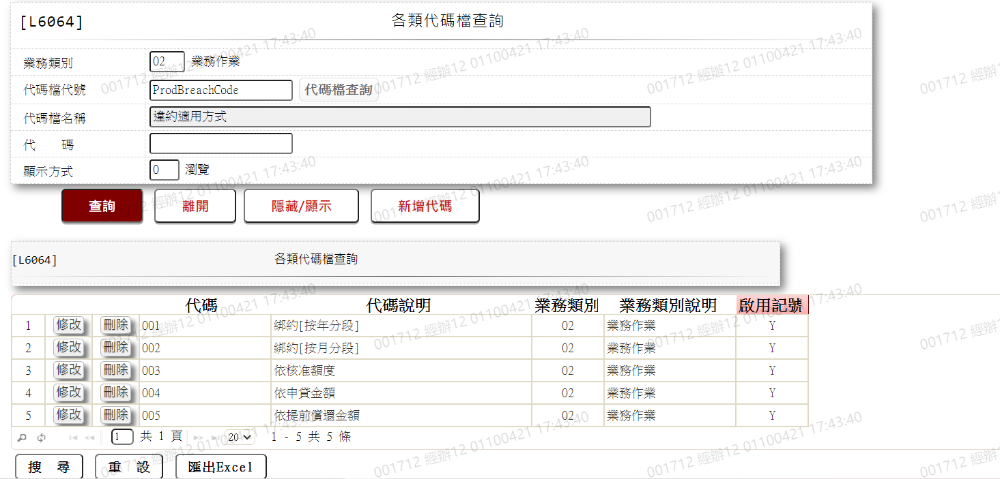 [L6064] 各類代碼檔查詢
業務類別 02 業務作業
代碼檔代號 ProdBreachCode 代碼檔查詢
代碼檔名稱 違約適用方式
代 碼
顯示方式 0 瀏覽
查詢 離開 隱藏/顯示 新增代碼
[L6064] 各類代碼檔查詢
代碼 代碼說明 業務類別 業務類別說明 啟用記號
1 修改 刪除 001 綁約[按年分段] 02 業務作業 Y
2 修改 刪除 002 綁約[按月分段] 02 業務作業 Y
3 修改 刪除 003 依核准額度 02 業務作業 Y
4 修改 刪除 004 依申貸金額 02 業務作業 Y
5 修改 刪除 005 依提前償還金額 02 業務作業 Y
1 共 1 頁 20 1 - 5 共 5 條
搜 尋 重 設 匯出Excel
001712 經辦12 01100421 17:43:40